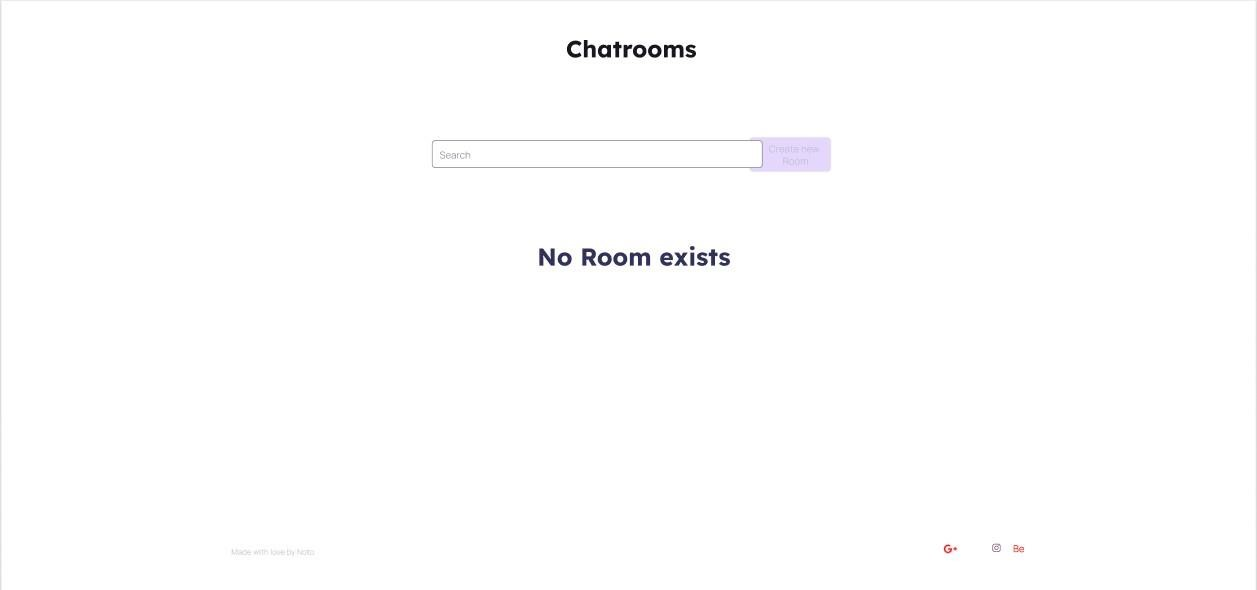 Chatrooms
Search
Create new
Room
No Room exists
Made with love by Noto
G+
Be